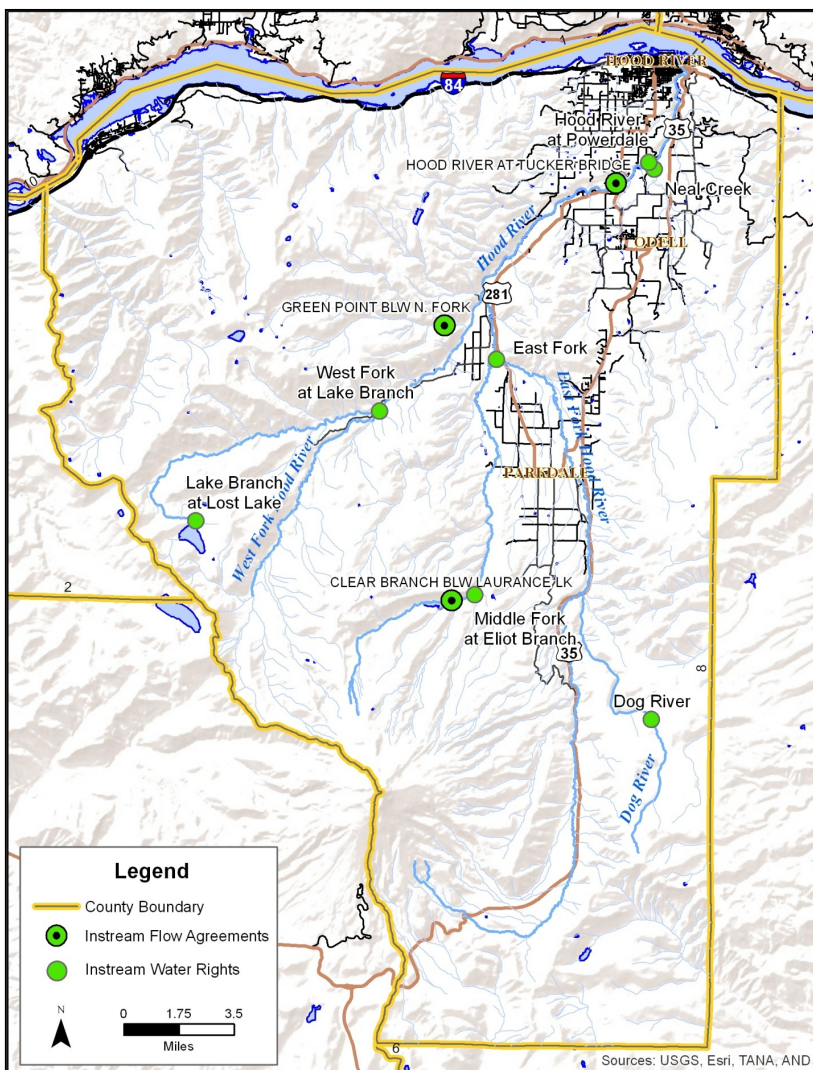 HOOD RIVER
84
35
Hood River
at Powerdale
HOOD RIVER AT TUCKER BRIDGE
Neal Creek
10
9
ODELL
Hood River
281
GREEN POINT BLW N. FORK
East Fork
West Fork
at Lake Branch
East Fork Hood River
PARKDALE
Lake Branch
at Lost Lake
West Fork Hood River
2
CLEAR BRANCH BLW LAURANCE LK
Middle Fork
at Eliot Branch
35
8
Dog River
Dog River
Legend
County Boundary
Instream Flow Agreements
Instream Water Rights
N
0 1.75 3.5
Miles
6
Sources: USGS, Esri, TANA, AND